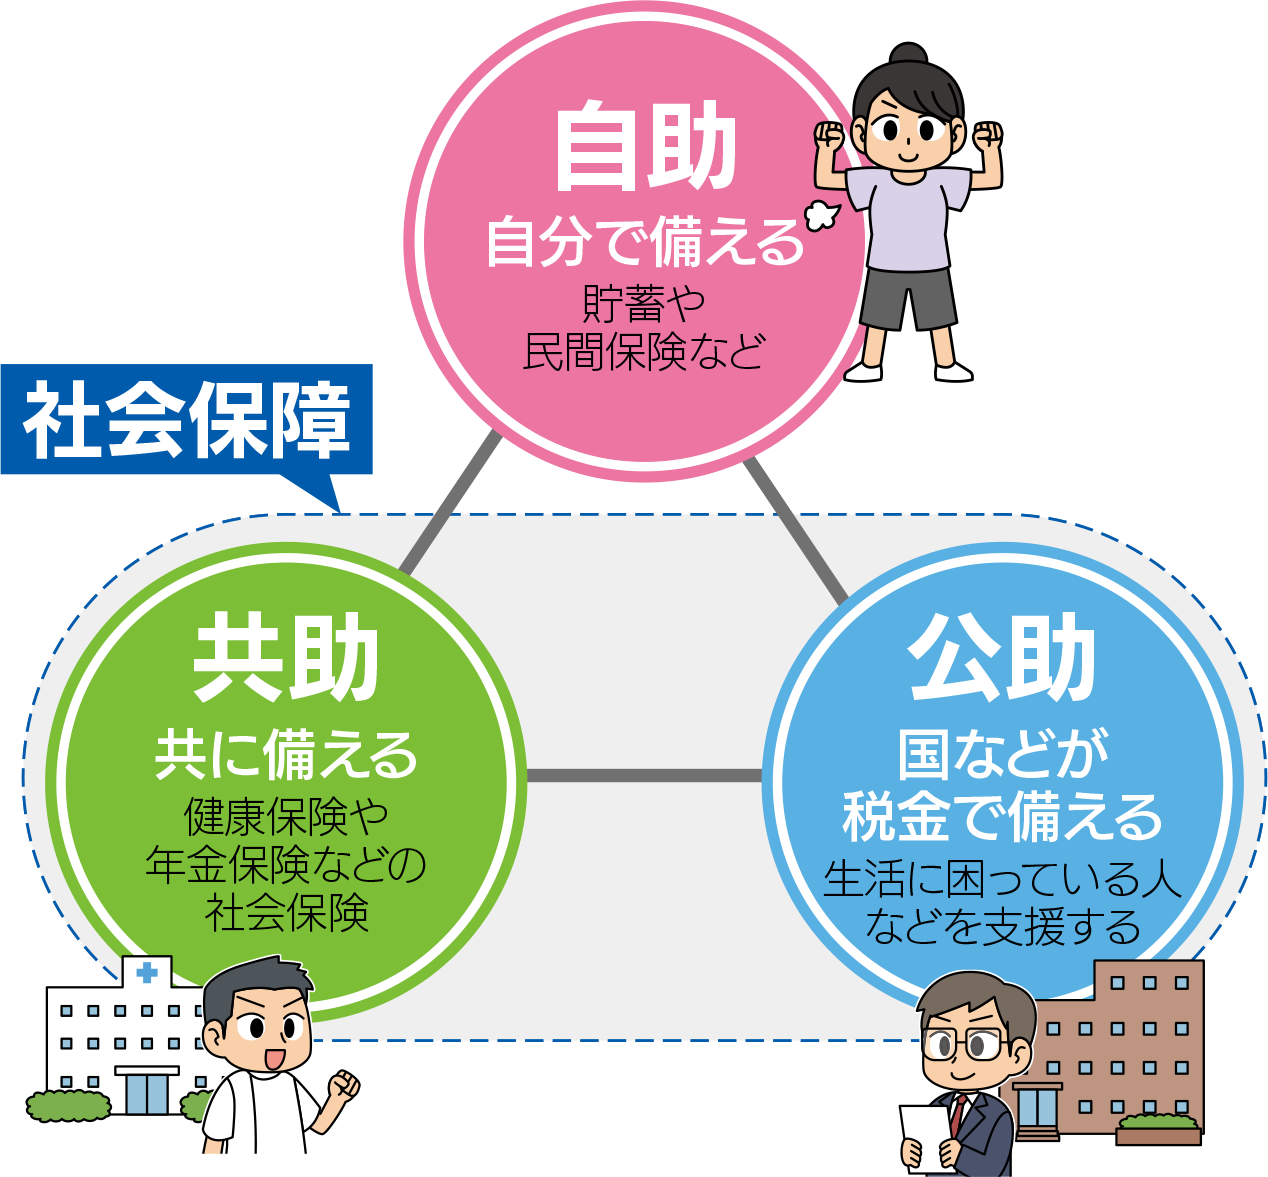 自助
自分で備える
貯蓄や
民間保険など
社会保障
共助
共に備える
健康保険や
年金保険などの
社会保険
公助
国などが
税金で備える
生活に困っている人
などを支援する